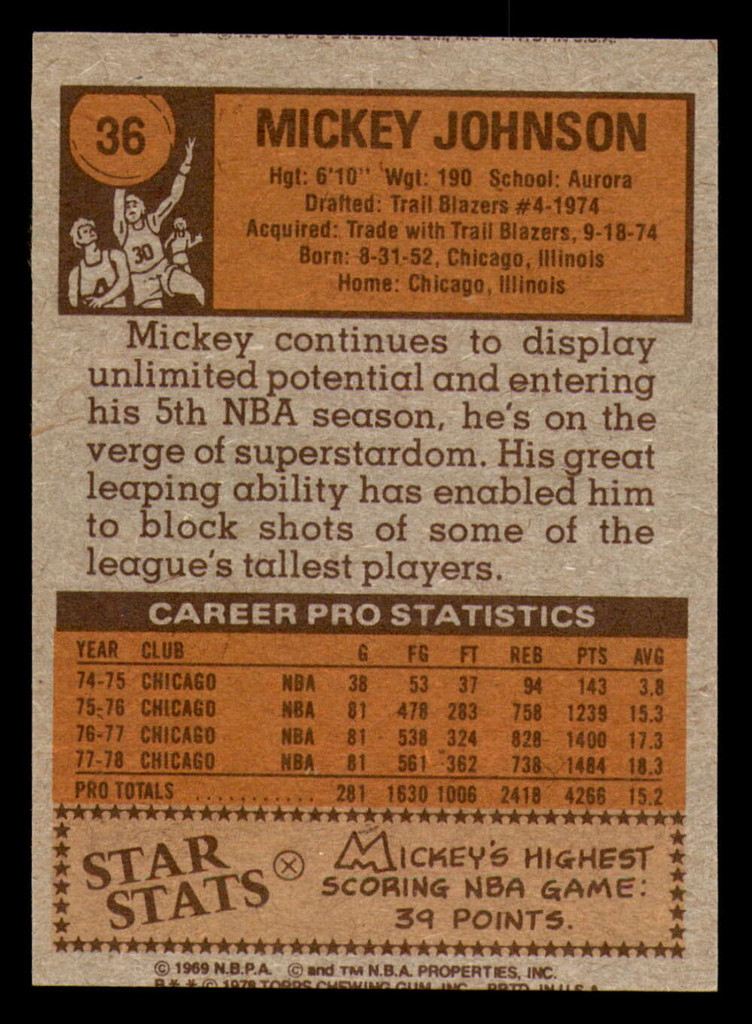 36
MICKEY JOHNSON
Hgt: 6'10" Wgt: 190 School: Aurora
Drafted: Trail Blazers #4-1974
Acquired: Trade with Trail Blazers, 9-18-74
Born: 8-31-52, Chicago, Illinois
Home: Chicago, Illinois
30
Mickey continues to display
unlimited potential and entering
his 5th NBA season, he's on the
verge of superstardom. His great
leaping ability has enabled him
to block shots of some of the
league's tallest players.
CAREER PRO STATISTICS
YEAR CLUB G FG FT REB PTS AVG
74-75 CHICAGO NBA 38 53 37 94 143 3.8
75-76 CHICAGO NBA 81 478 283 758 1239 15.3
76-77 CHICAGO NBA 81 538 324 828 1400 17.3
77-78 CHICAGO NBA 81 561 362 738 1484 18.3
PRO TOTALS . . . . . . . . . . . 281 1630 1006 2418 4266 15.2
STAR
STATS
MICKEY'S HIGHEST
SCORING NBA GAME:
39 POINTS.
© 1969 N.B.P.A. © and TM N.B.A. PROPERTIES, INC.
B * * © 1978 TOPPS CHEWING GUM, INC. PRTD. IN U.S.A.